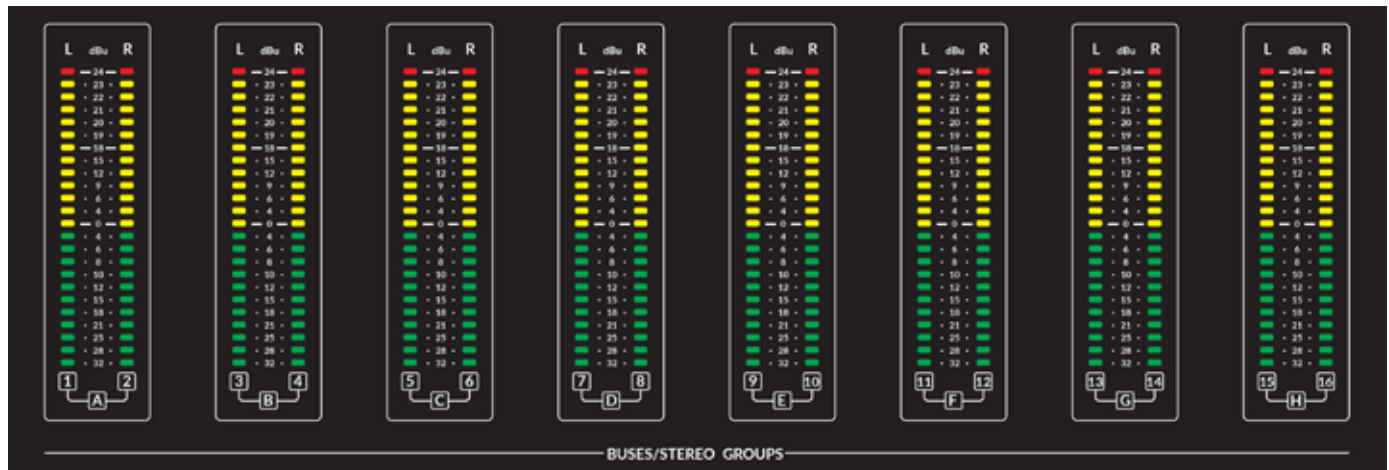 L dBu R L dBu R L dBu R L dBu R L dBu R L dBu R L dBu R L dBu R
24 24 24 24 24 24 24 24
23 23 23 23 23 23 23 23
22 22 22 22 22 22 22 22
21 21 21 21 21 21 21 21
20 20 20 20 20 20 20 20
19 19 19 19 19 19 19 19
18 18 18 18 18 18 18 18
15 15 15 15 15 15 15 15
12 12 12 12 12 12 12 12
9 9 9 9 9 9 9 9
6 6 6 6 6 6 6 6
4 4 4 4 4 4 4 4
0 0 0 0 0 0 0 0
4 4 4 4 4 4 4 4
6 6 6 6 6 6 6 6
8 8 8 8 8 8 8 8
10 10 10 10 10 10 10 10
12 12 12 12 12 12 12 12
15 15 15 15 15 15 15 15
18 18 18 18 18 18 18 18
21 21 21 21 21 21 21 21
25 25 25 25 25 25 25 25
28 28 28 28 28 28 28 28
32 32 32 32 32 32 32 32
1 2 3 4 5 6 7 8 9 10 11 12 13 14 15 16
A B C D E F G H
BUSES/STEREO GROUPS